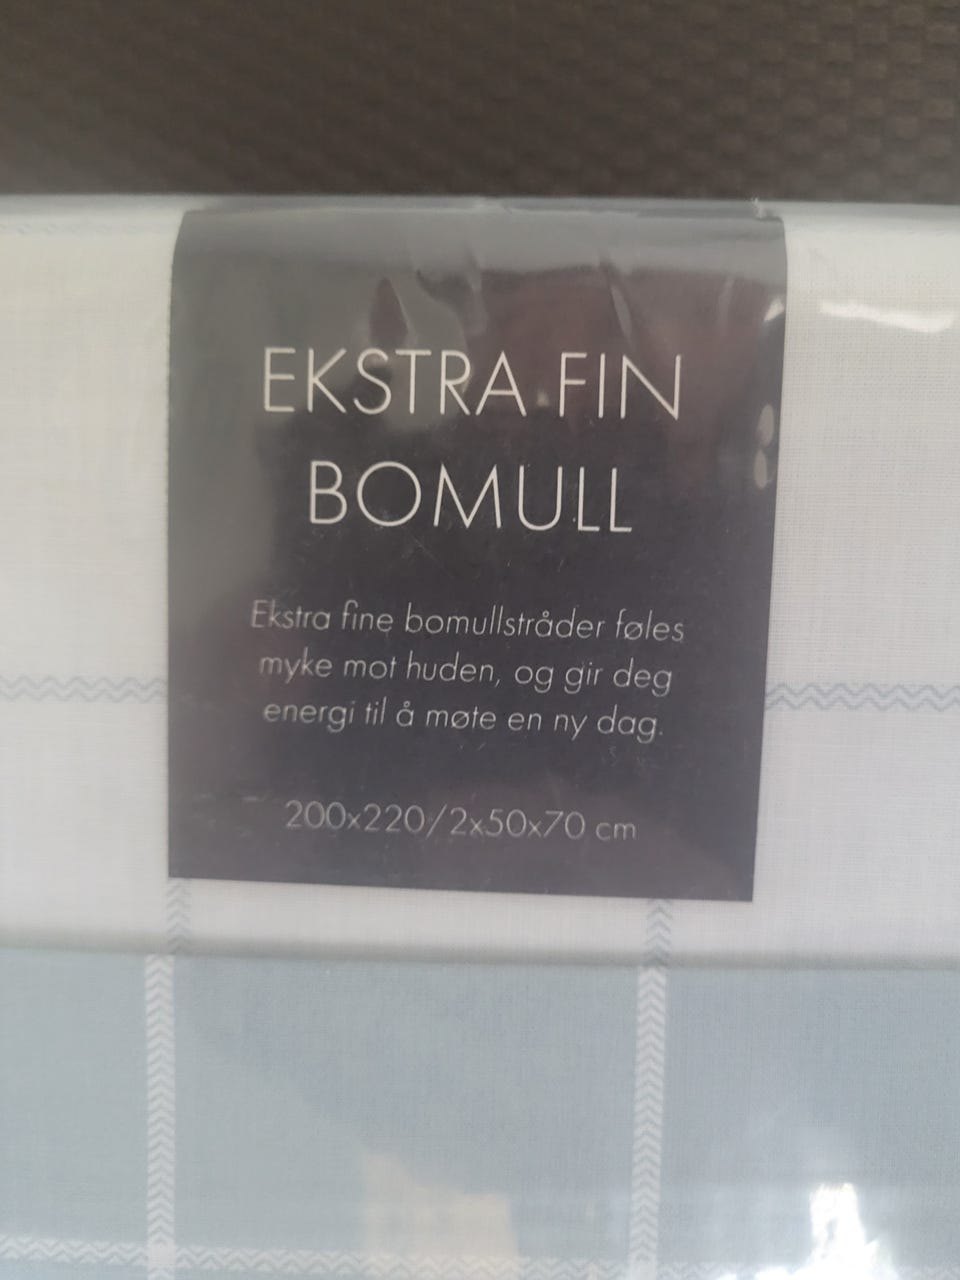 EKSTRA FIN
BOMULL
Ekstra fine bomullstråder føles
myke mot huden, og gir deg
energi til å møte en ny dag.
200x220/2x50x70 cm